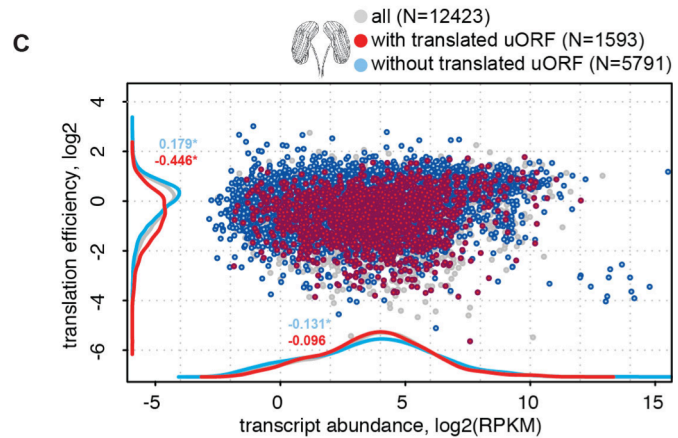 C
all (N=12423)
with translated uORF (N=1593)
without translated uORF (N=5791)
translation efficiency, log2
4
2
0
-2
-4
-6
0.179*
-0.446*
-0.131*
-0.096
-5
0
5
10
15
transcript abundance, log2(RPKM)